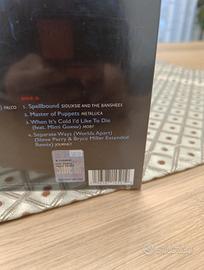 1. Spellbound SIOUXSIE AND THE BANSHEES
) FALCO 2. Master of Puppets METALLICA
3. When It's Cold I'd Like To Die
(feat. Mimi Goese) MOBY
4. Separate Ways (Worlds Apart)
(Steve Perry & Bryce Miller Extended
Remix) JOURNEY